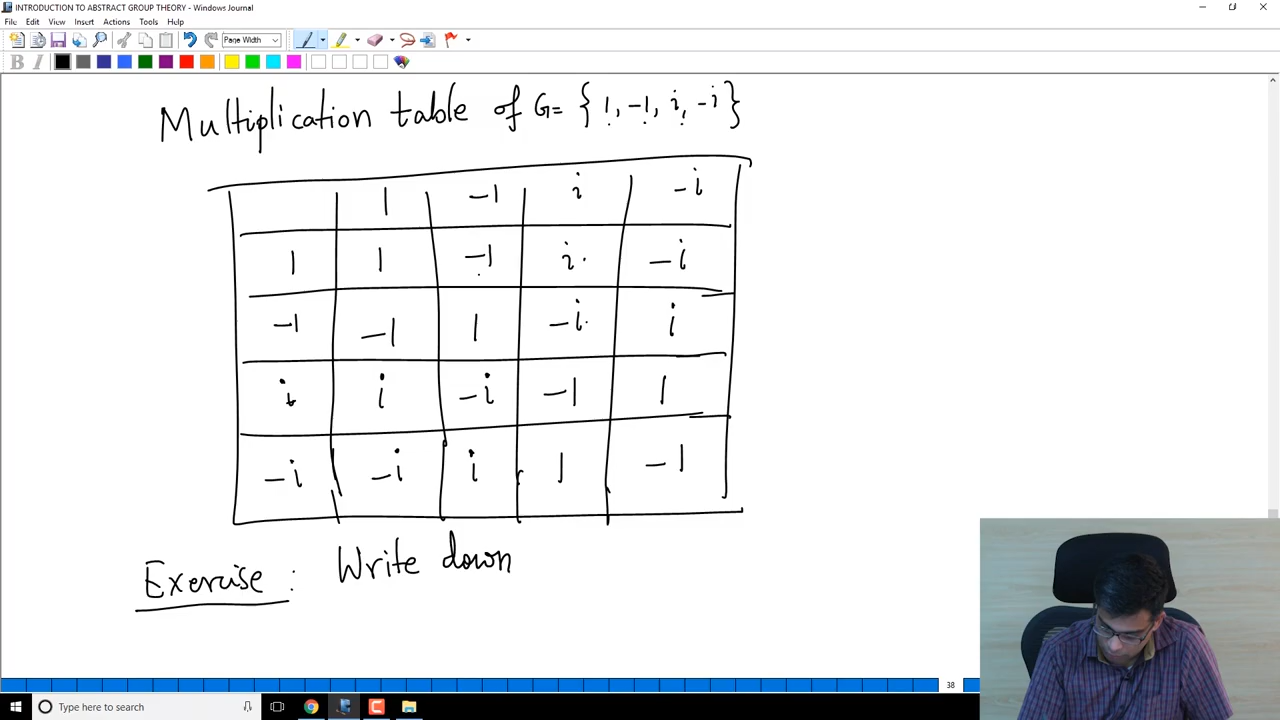 INTRODUCTION TO ABSTRACT GROUP THEORY - Windows Journal
File Edit View Insert Actions Tools Help
Page Width
B I
Multiplication table of G = {1, -1, i, -i}
1 -1 i -i
1 1 -1 i -i
-1 -1 1 -i i
i i -i -1 1
-i -i i 1 -1
Exercise : Write down
38
Type here to search